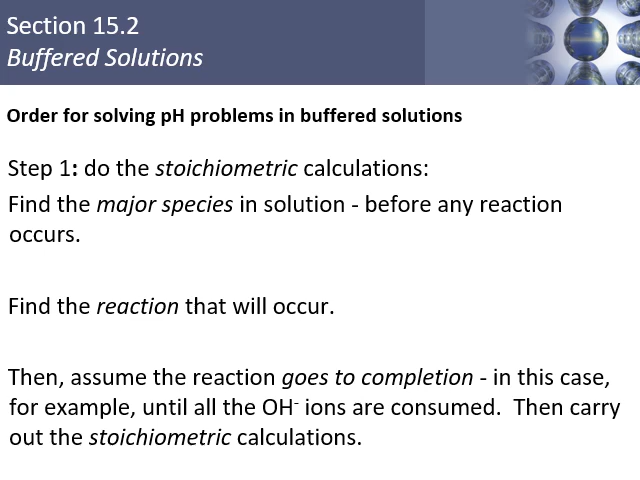 Section 15.2
Buffered Solutions
Order for solving pH problems in buffered solutions
Step 1: do the stoichiometric calculations:
Find the major species in solution - before any reaction
occurs.
Find the reaction that will occur.
Then, assume the reaction goes to completion - in this case,
for example, until all the OH⁻ ions are consumed.  Then carry
out the stoichiometric calculations.